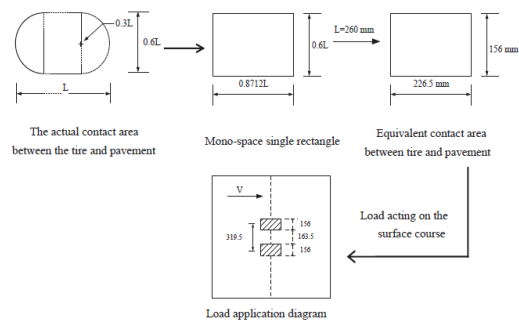 0.3L
0.6L
L
0.6L
0.8712L
L=260 mm
156 mm
226.5 mm
The actual contact area
between the tire and pavement
Mono-space single rectangle
Equivalent contact area
between tire and pavement
V
319.5
156
163.5
156
Load acting on the
surface course
Load application diagram